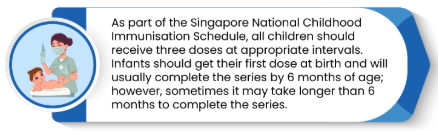 As part of the Singapore National Childhood
Immunisation Schedule, all children should
receive three doses at appropriate intervals.
Infants should get their first dose at birth and will
usually complete the series by 6 months of age;
however, sometimes it may take longer than 6
months to complete the series.